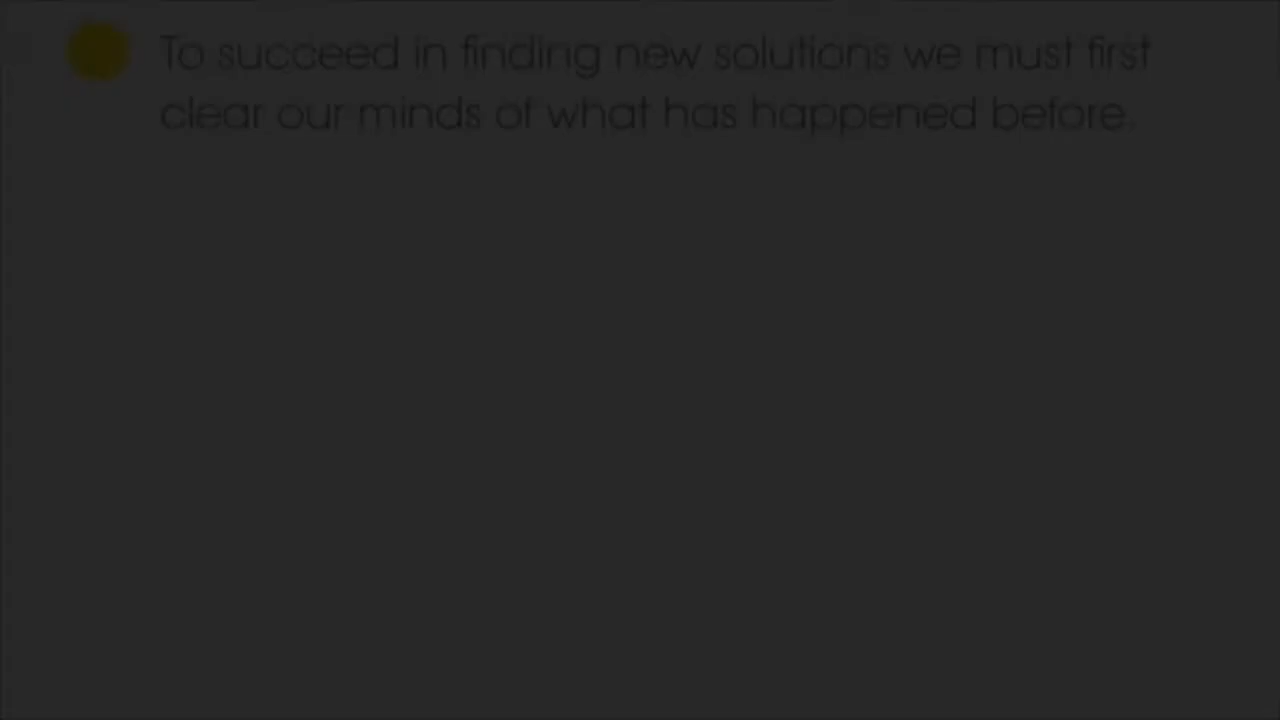 To succeed in finding new solutions we must first
clear our minds of what has happened before.